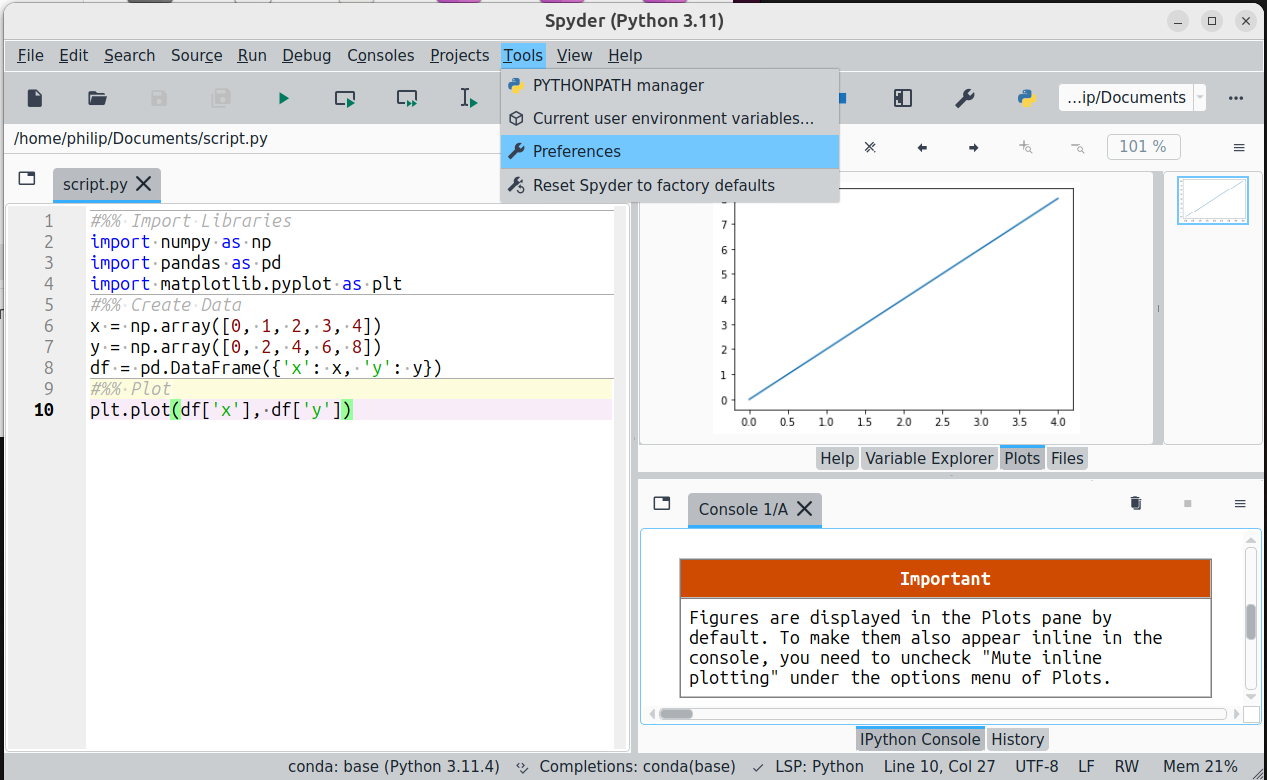 Spyder (Python 3.11)
File Edit Search Source Run Debug Consoles Projects Tools View Help
PYTHONPATH manager
Current user environment variables...
Preferences
Reset Spyder to factory defaults
...ip/Documents
/home/philip/Documents/script.py
101 %
script.py
1 #%% Import Libraries
2 import numpy as np
3 import pandas as pd
4 import matplotlib.pyplot as plt
5 #%% Create Data
6 x = np.array([0, 1, 2, 3, 4])
7 y = np.array([0, 2, 4, 6, 8])
8 df = pd.DataFrame({'x': x, 'y': y})
9 #%% Plot
10 plt.plot(df['x'], df['y'])
7
6
5
4
3
2
1
0
0.0 0.5 1.0 1.5 2.0 2.5 3.0 3.5 4.0
Help Variable Explorer Plots Files
Console 1/A
Important
Figures are displayed in the Plots pane by
default. To make them also appear inline in the
console, you need to uncheck "Mute inline
plotting" under the options menu of Plots.
IPython Console History
conda: base (Python 3.11.4) Completions: conda(base) LSP: Python Line 10, Col 27 UTF-8 LF RW Mem 21%